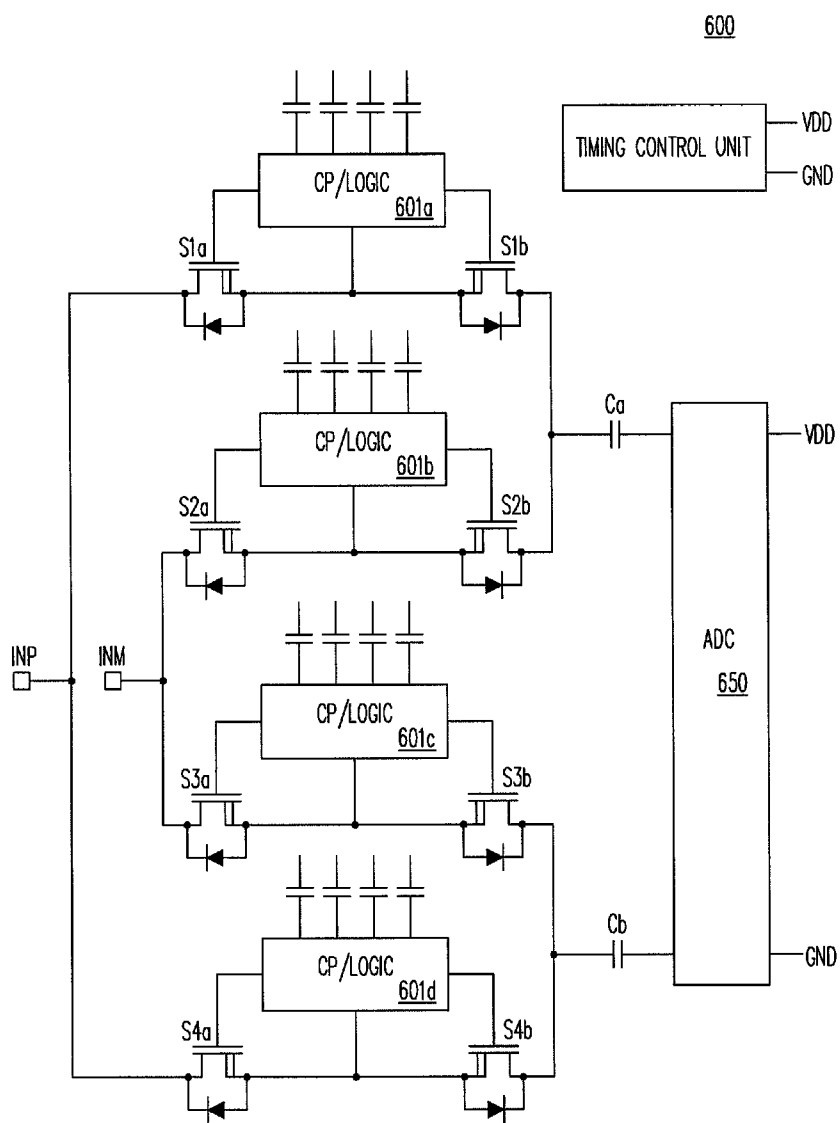 600
TIMING CONTROL UNIT
VDD
GND
CP/LOGIC
601a
S1a
S1b
CP/LOGIC
601b
S2a
S2b
Ca
VDD
INP
INM
ADC
650
CP/LOGIC
601c
S3a
S3b
Cb
GND
CP/LOGIC
601d
S4a
S4b